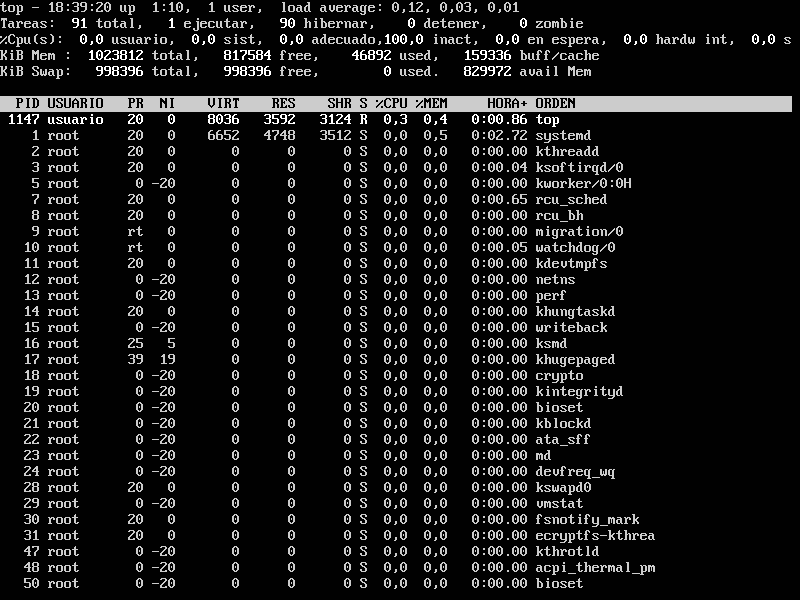 top - 18:39:20 up  1:10,  1 user,  load average: 0,12, 0,03, 0,01
Tareas:  91 total,   1 ejecutar,  90 hibernar,   0 detener,   0 zombie
%Cpu(s):  0,0 usuario,  0,0 sist,  0,0 adecuado,100,0 inact,  0,0 en espera,  0,0 hardw int,  0,0 s
KiB Mem :  1023812 total,   817584 free,    46892 used,   159336 buff/cache
KiB Swap:   998396 total,   998396 free,        0 used.   829972 avail Mem
PID USUARIO   PR  NI    VIRT    RES    SHR S %CPU %MEM     HORA+ ORDEN
1147 usuario   20   0    8036   3592   3124 R  0,3  0,4   0:00.86 top
1 root      20   0    6652   4748   3512 S  0,0  0,5   0:02.72 systemd
2 root      20   0       0      0      0 S  0,0  0,0   0:00.00 kthreadd
3 root      20   0       0      0      0 S  0,0  0,0   0:00.04 ksoftirqd/0
5 root       0 -20       0      0      0 S  0,0  0,0   0:00.00 kworker/0:0H
7 root      20   0       0      0      0 S  0,0  0,0   0:00.65 rcu_sched
8 root      20   0       0      0      0 S  0,0  0,0   0:00.00 rcu_bh
9 root      rt   0       0      0      0 S  0,0  0,0   0:00.00 migration/0
10 root      rt   0       0      0      0 S  0,0  0,0   0:00.05 watchdog/0
11 root      20   0       0      0      0 S  0,0  0,0   0:00.00 kdevtmpfs
12 root       0 -20       0      0      0 S  0,0  0,0   0:00.00 netns
13 root       0 -20       0      0      0 S  0,0  0,0   0:00.00 perf
14 root      20   0       0      0      0 S  0,0  0,0   0:00.00 khungtaskd
15 root       0 -20       0      0      0 S  0,0  0,0   0:00.00 writeback
16 root      25   5       0      0      0 S  0,0  0,0   0:00.00 ksmd
17 root      39  19       0      0      0 S  0,0  0,0   0:00.00 khugepaged
18 root       0 -20       0      0      0 S  0,0  0,0   0:00.00 crypto
19 root       0 -20       0      0      0 S  0,0  0,0   0:00.00 kintegrityd
20 root       0 -20       0      0      0 S  0,0  0,0   0:00.00 bioset
21 root       0 -20       0      0      0 S  0,0  0,0   0:00.00 kblockd
22 root       0 -20       0      0      0 S  0,0  0,0   0:00.00 ata_sff
23 root       0 -20       0      0      0 S  0,0  0,0   0:00.00 md
24 root       0 -20       0      0      0 S  0,0  0,0   0:00.00 devfreq_wq
28 root      20   0       0      0      0 S  0,0  0,0   0:00.00 kswapd0
29 root       0 -20       0      0      0 S  0,0  0,0   0:00.00 vmstat
30 root      20   0       0      0      0 S  0,0  0,0   0:00.00 fsnotify_mark
31 root      20   0       0      0      0 S  0,0  0,0   0:00.00 ecryptfs-kthrea
47 root       0 -20       0      0      0 S  0,0  0,0   0:00.00 kthrotld
48 root       0 -20       0      0      0 S  0,0  0,0   0:00.00 acpi_thermal_pm
50 root       0 -20       0      0      0 S  0,0  0,0   0:00.00 bioset